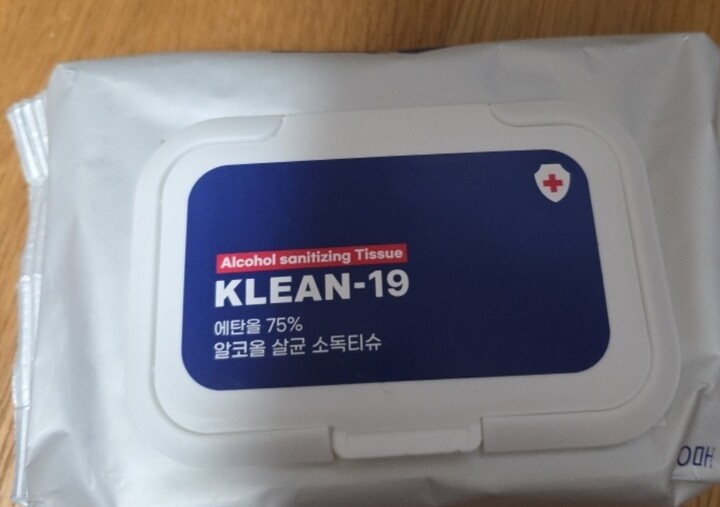 Alcohol sanitizing Tissue
KLEAN-19
에탄올 75%
알코올 살균 소독티슈